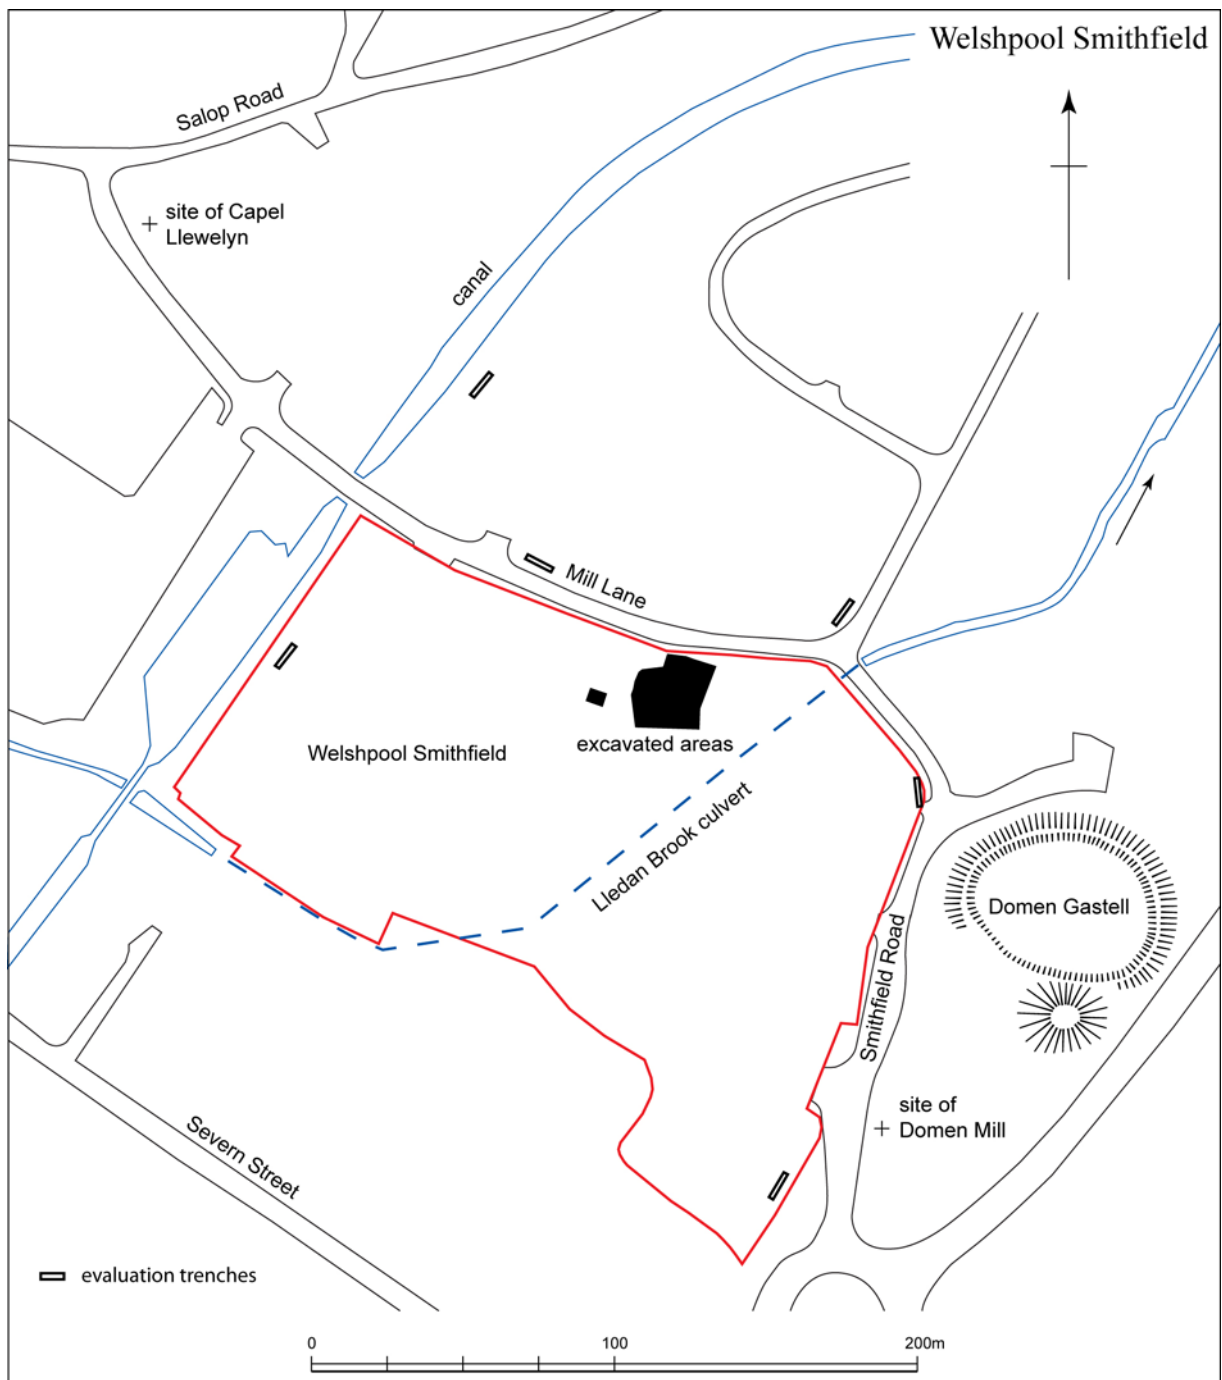 Welshpool Smithfield
Salop Road
site of Capel
Llewelyn
canal
Mill Lane
excavated areas
Welshpool Smithfield
Lledan Brook culvert
Domen Gastell
Smithfield Road
site of
Domen Mill
Severn Street
evaluation trenches
0 100 200m